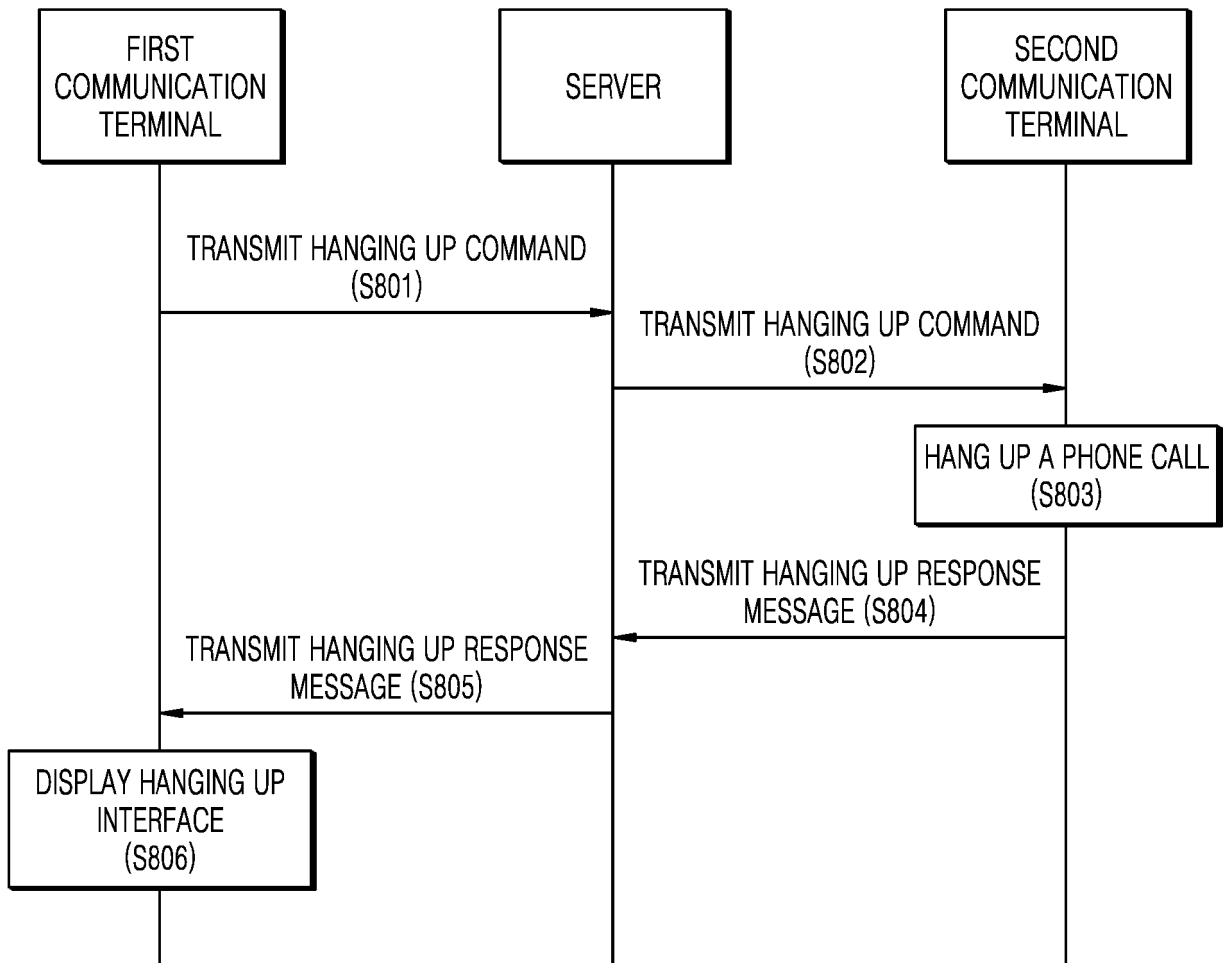 FIRST
COMMUNICATION
TERMINAL
SERVER
SECOND
COMMUNICATION
TERMINAL
TRANSMIT HANGING UP COMMAND
(S801)
TRANSMIT HANGING UP COMMAND
(S802)
HANG UP A PHONE CALL
(S803)
TRANSMIT HANGING UP RESPONSE
MESSAGE (S804)
TRANSMIT HANGING UP RESPONSE
MESSAGE (S805)
DISPLAY HANGING UP
INTERFACE
(S806)